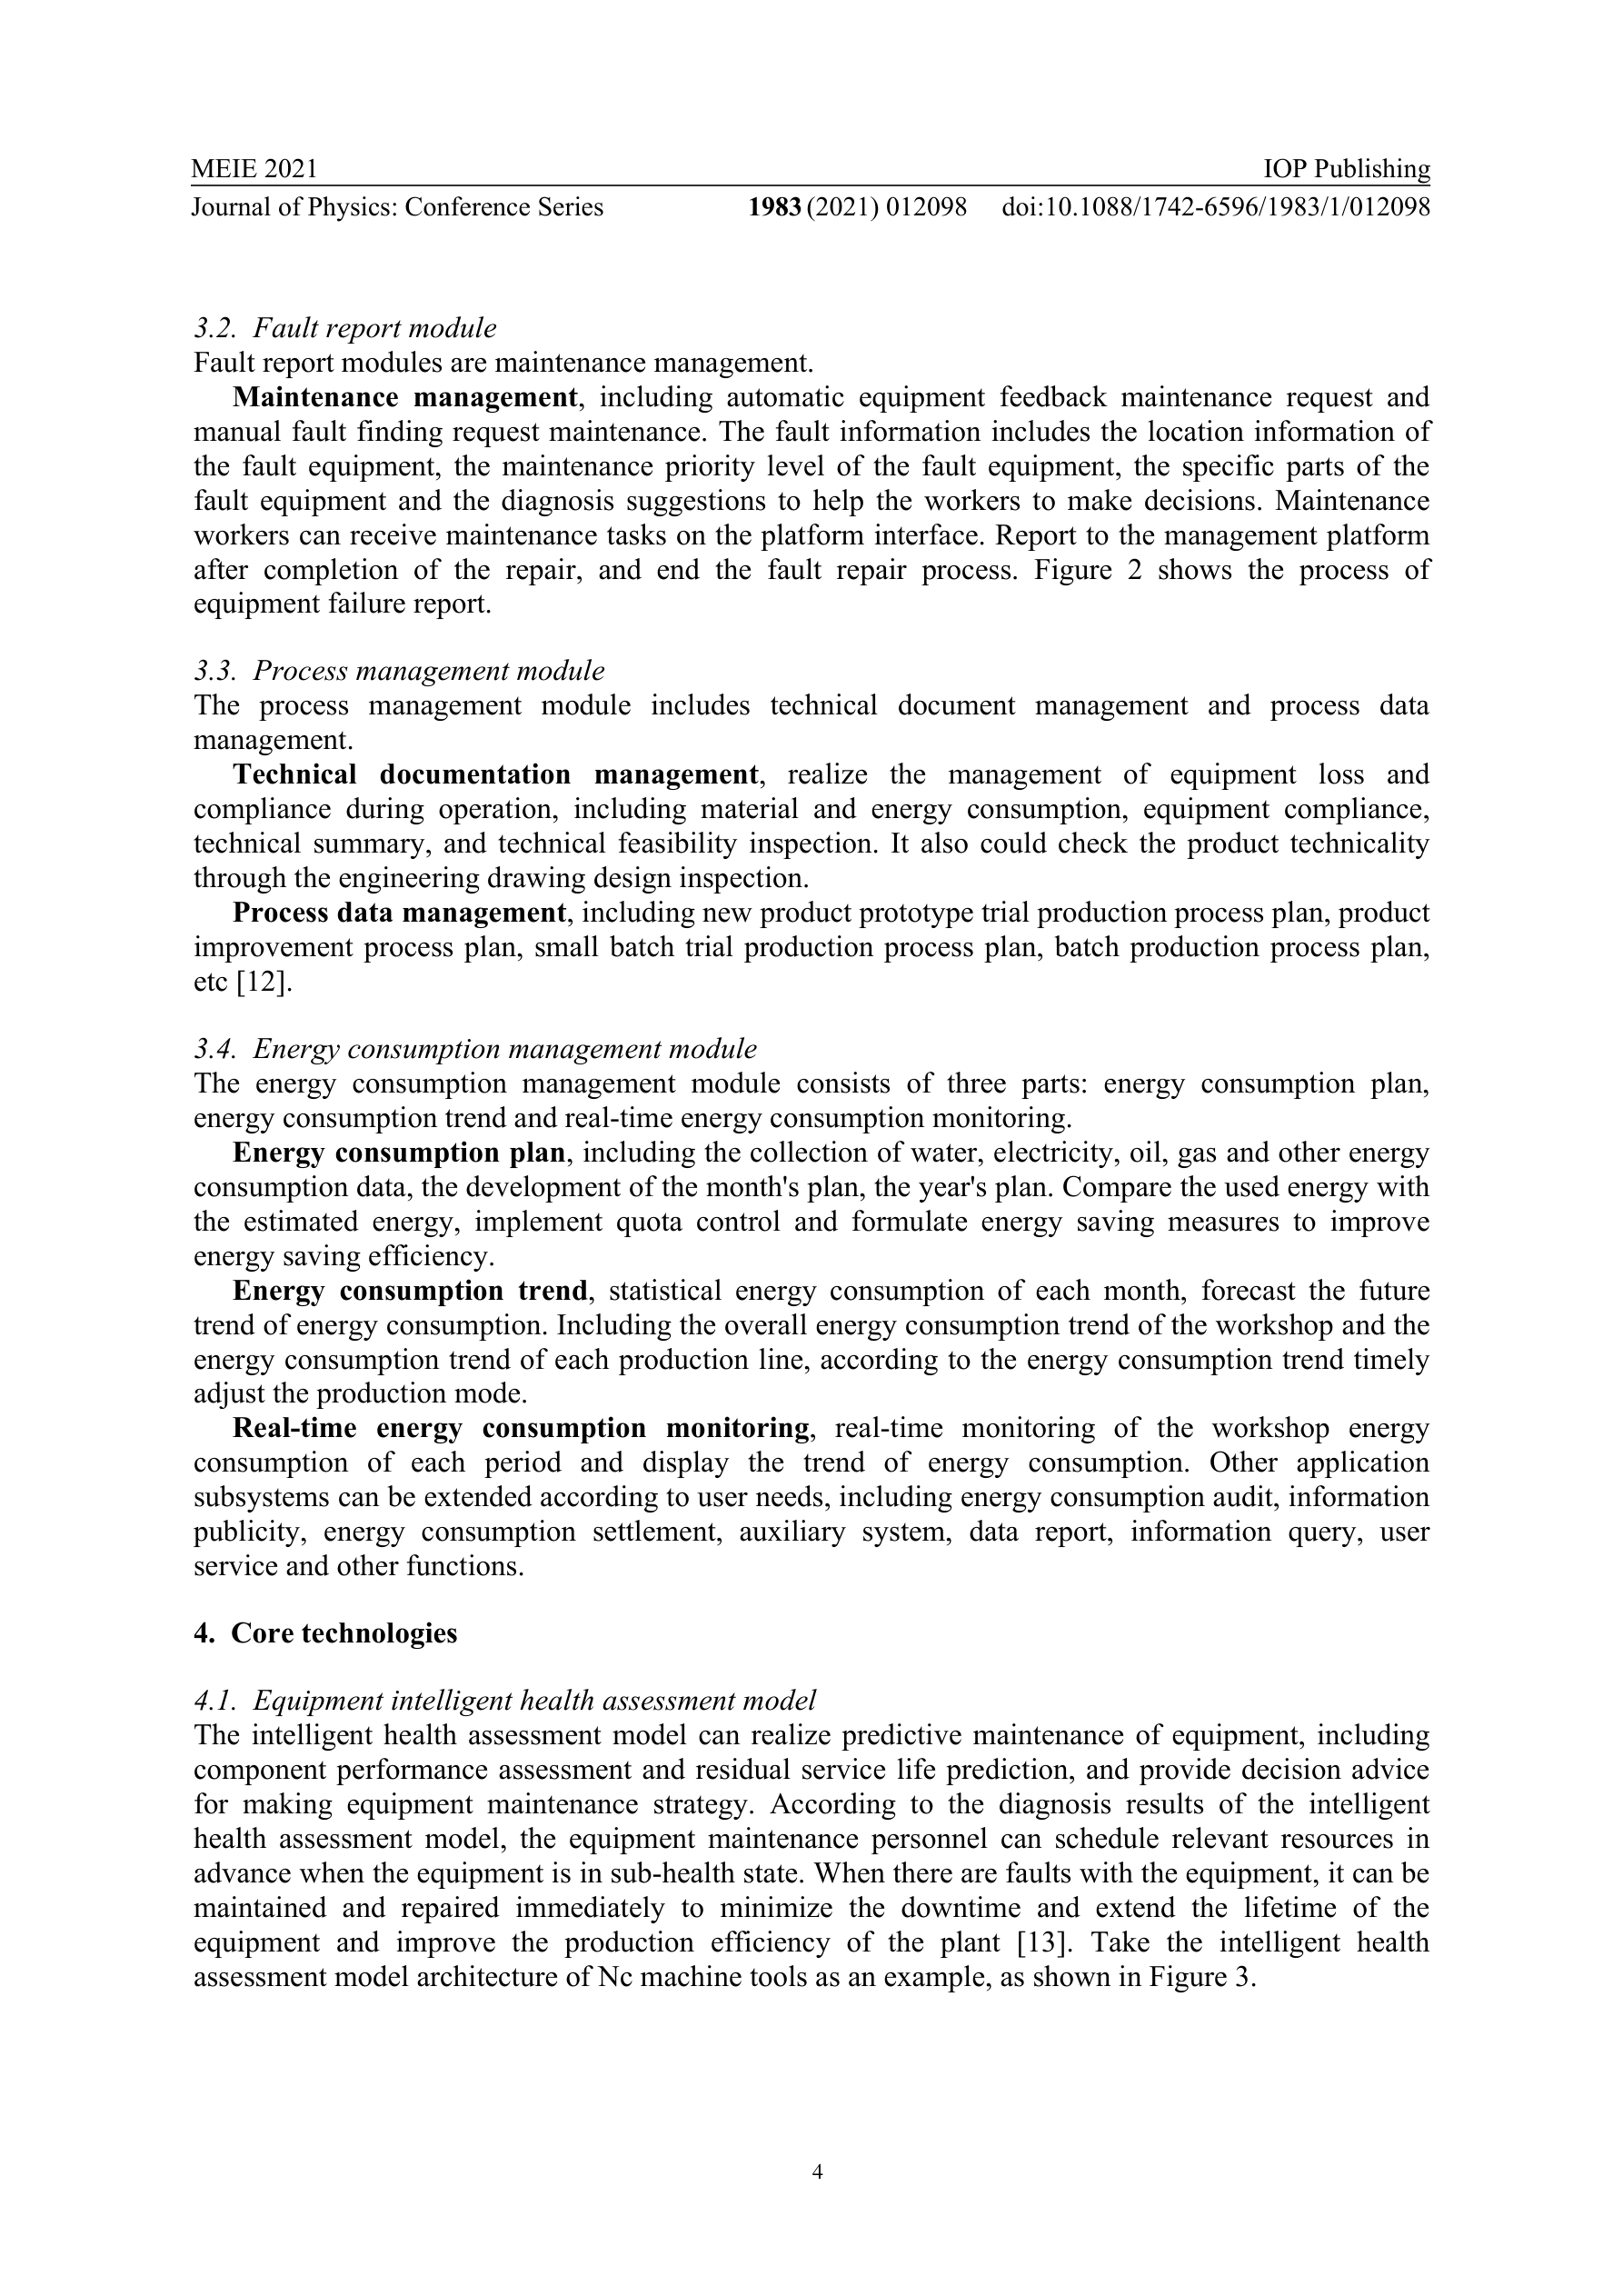 MEIE 2021 IOP Publishing
Journal of Physics: Conference Series 1983 (2021) 012098 doi:10.1088/1742-6596/1983/1/012098
3.2. Fault report module
Fault report modules are maintenance management.
Maintenance management, including automatic equipment feedback maintenance request and
manual fault finding request maintenance. The fault information includes the location information of
the fault equipment, the maintenance priority level of the fault equipment, the specific parts of the
fault equipment and the diagnosis suggestions to help the workers to make decisions. Maintenance
workers can receive maintenance tasks on the platform interface. Report to the management platform
after completion of the repair, and end the fault repair process. Figure 2 shows the process of
equipment failure report.
3.3. Process management module
The process management module includes technical document management and process data
management.
Technical documentation management, realize the management of equipment loss and
compliance during operation, including material and energy consumption, equipment compliance,
technical summary, and technical feasibility inspection. It also could check the product technicality
through the engineering drawing design inspection.
Process data management, including new product prototype trial production process plan, product
improvement process plan, small batch trial production process plan, batch production process plan,
etc [12].
3.4. Energy consumption management module
The energy consumption management module consists of three parts: energy consumption plan,
energy consumption trend and real-time energy consumption monitoring.
Energy consumption plan, including the collection of water, electricity, oil, gas and other energy
consumption data, the development of the month's plan, the year's plan. Compare the used energy with
the estimated energy, implement quota control and formulate energy saving measures to improve
energy saving efficiency.
Energy consumption trend, statistical energy consumption of each month, forecast the future
trend of energy consumption. Including the overall energy consumption trend of the workshop and the
energy consumption trend of each production line, according to the energy consumption trend timely
adjust the production mode.
Real-time energy consumption monitoring, real-time monitoring of the workshop energy
consumption of each period and display the trend of energy consumption. Other application
subsystems can be extended according to user needs, including energy consumption audit, information
publicity, energy consumption settlement, auxiliary system, data report, information query, user
service and other functions.
4. Core technologies
4.1. Equipment intelligent health assessment model
The intelligent health assessment model can realize predictive maintenance of equipment, including
component performance assessment and residual service life prediction, and provide decision advice
for making equipment maintenance strategy. According to the diagnosis results of the intelligent
health assessment model, the equipment maintenance personnel can schedule relevant resources in
advance when the equipment is in sub-health state. When there are faults with the equipment, it can be
maintained and repaired immediately to minimize the downtime and extend the lifetime of the
equipment and improve the production efficiency of the plant [13]. Take the intelligent health
assessment model architecture of Nc machine tools as an example, as shown in Figure 3.
4